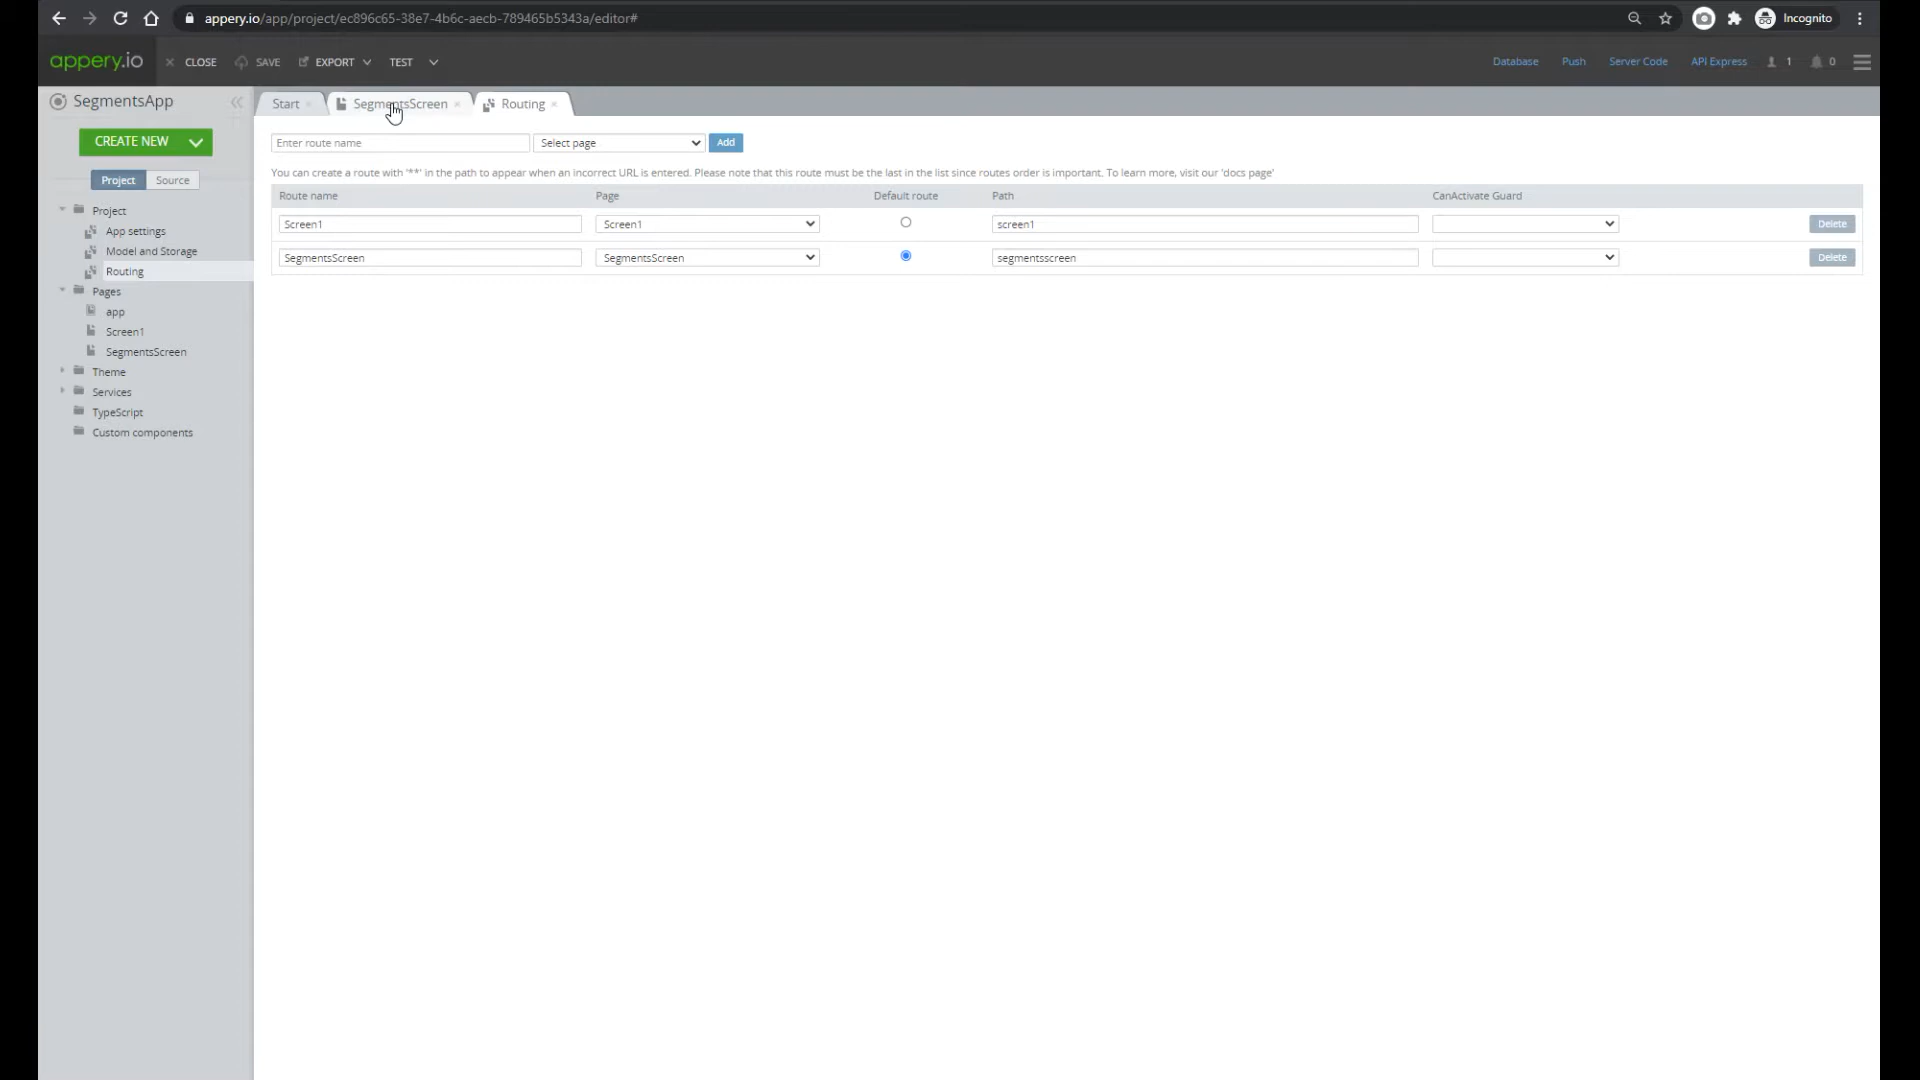 appery.io/app/project/ec896c65-38e7-4b6c-aecb-789465b5343a/editor#
Incognito
appery.io
CLOSE
SAVE
EXPORT
TEST
Database
Push
Server Code
API Express
1
0
SegmentsApp
CREATE NEW
Project
Source
Project
App settings
Model and Storage
Routing
Pages
app
Screen1
SegmentsScreen
Theme
Services
TypeScript
Custom components
Start
SegmentsScreen
Routing
Enter route name
Select page
Add
You can create a route with '**' in the path to appear when an incorrect URL is entered. Please note that this route must be the last in the list since routes order is important. To learn more, visit our 'docs page'
Route name Page Default route Path CanActivate Guard
Screen1 Screen1 screen1 Delete
SegmentsScreen SegmentsScreen segmentsscreen Delete